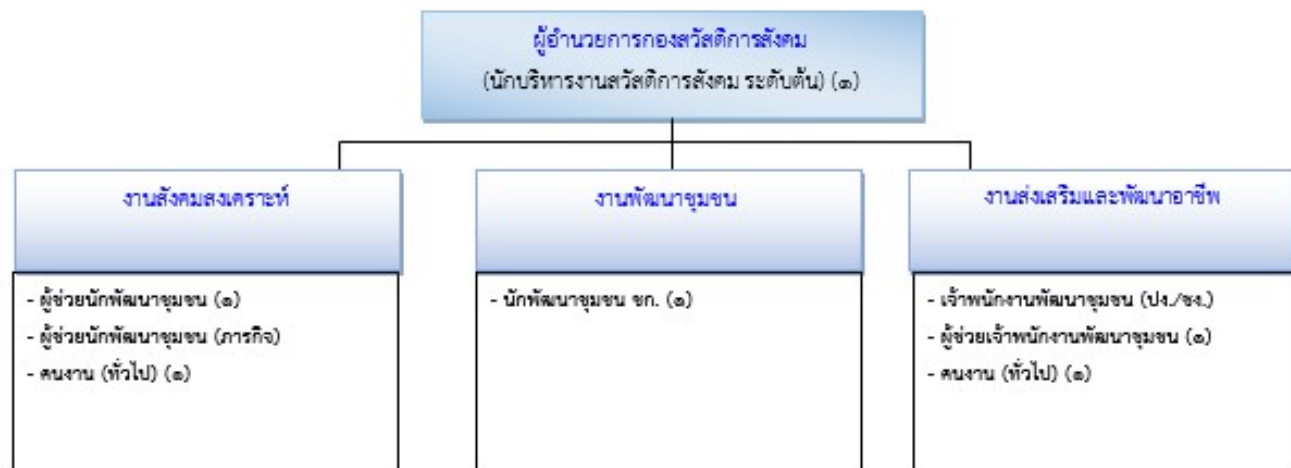 ผู้อำนวยการกองสวัสดิการสังคม
(นักบริหารงานสวัสดิการสังคม ระดับต้น) (๑)
งานสังคมสงเคราะห์
- ผู้ช่วยนักพัฒนาชุมชน (๑)
- ผู้ช่วยนักพัฒนาชุมชน (ภารกิจ)
- คนงาน (ทั่วไป) (๑)
งานพัฒนาชุมชน
- นักพัฒนาชุมชน ชก. (๑)
งานส่งเสริมและพัฒนาอาชีพ
- เจ้าพนักงานพัฒนาชุมชน (ปง./ชง.)
- ผู้ช่วยเจ้าพนักงานพัฒนาชุมชน (๑)
- คนงาน (ทั่วไป) (๑)